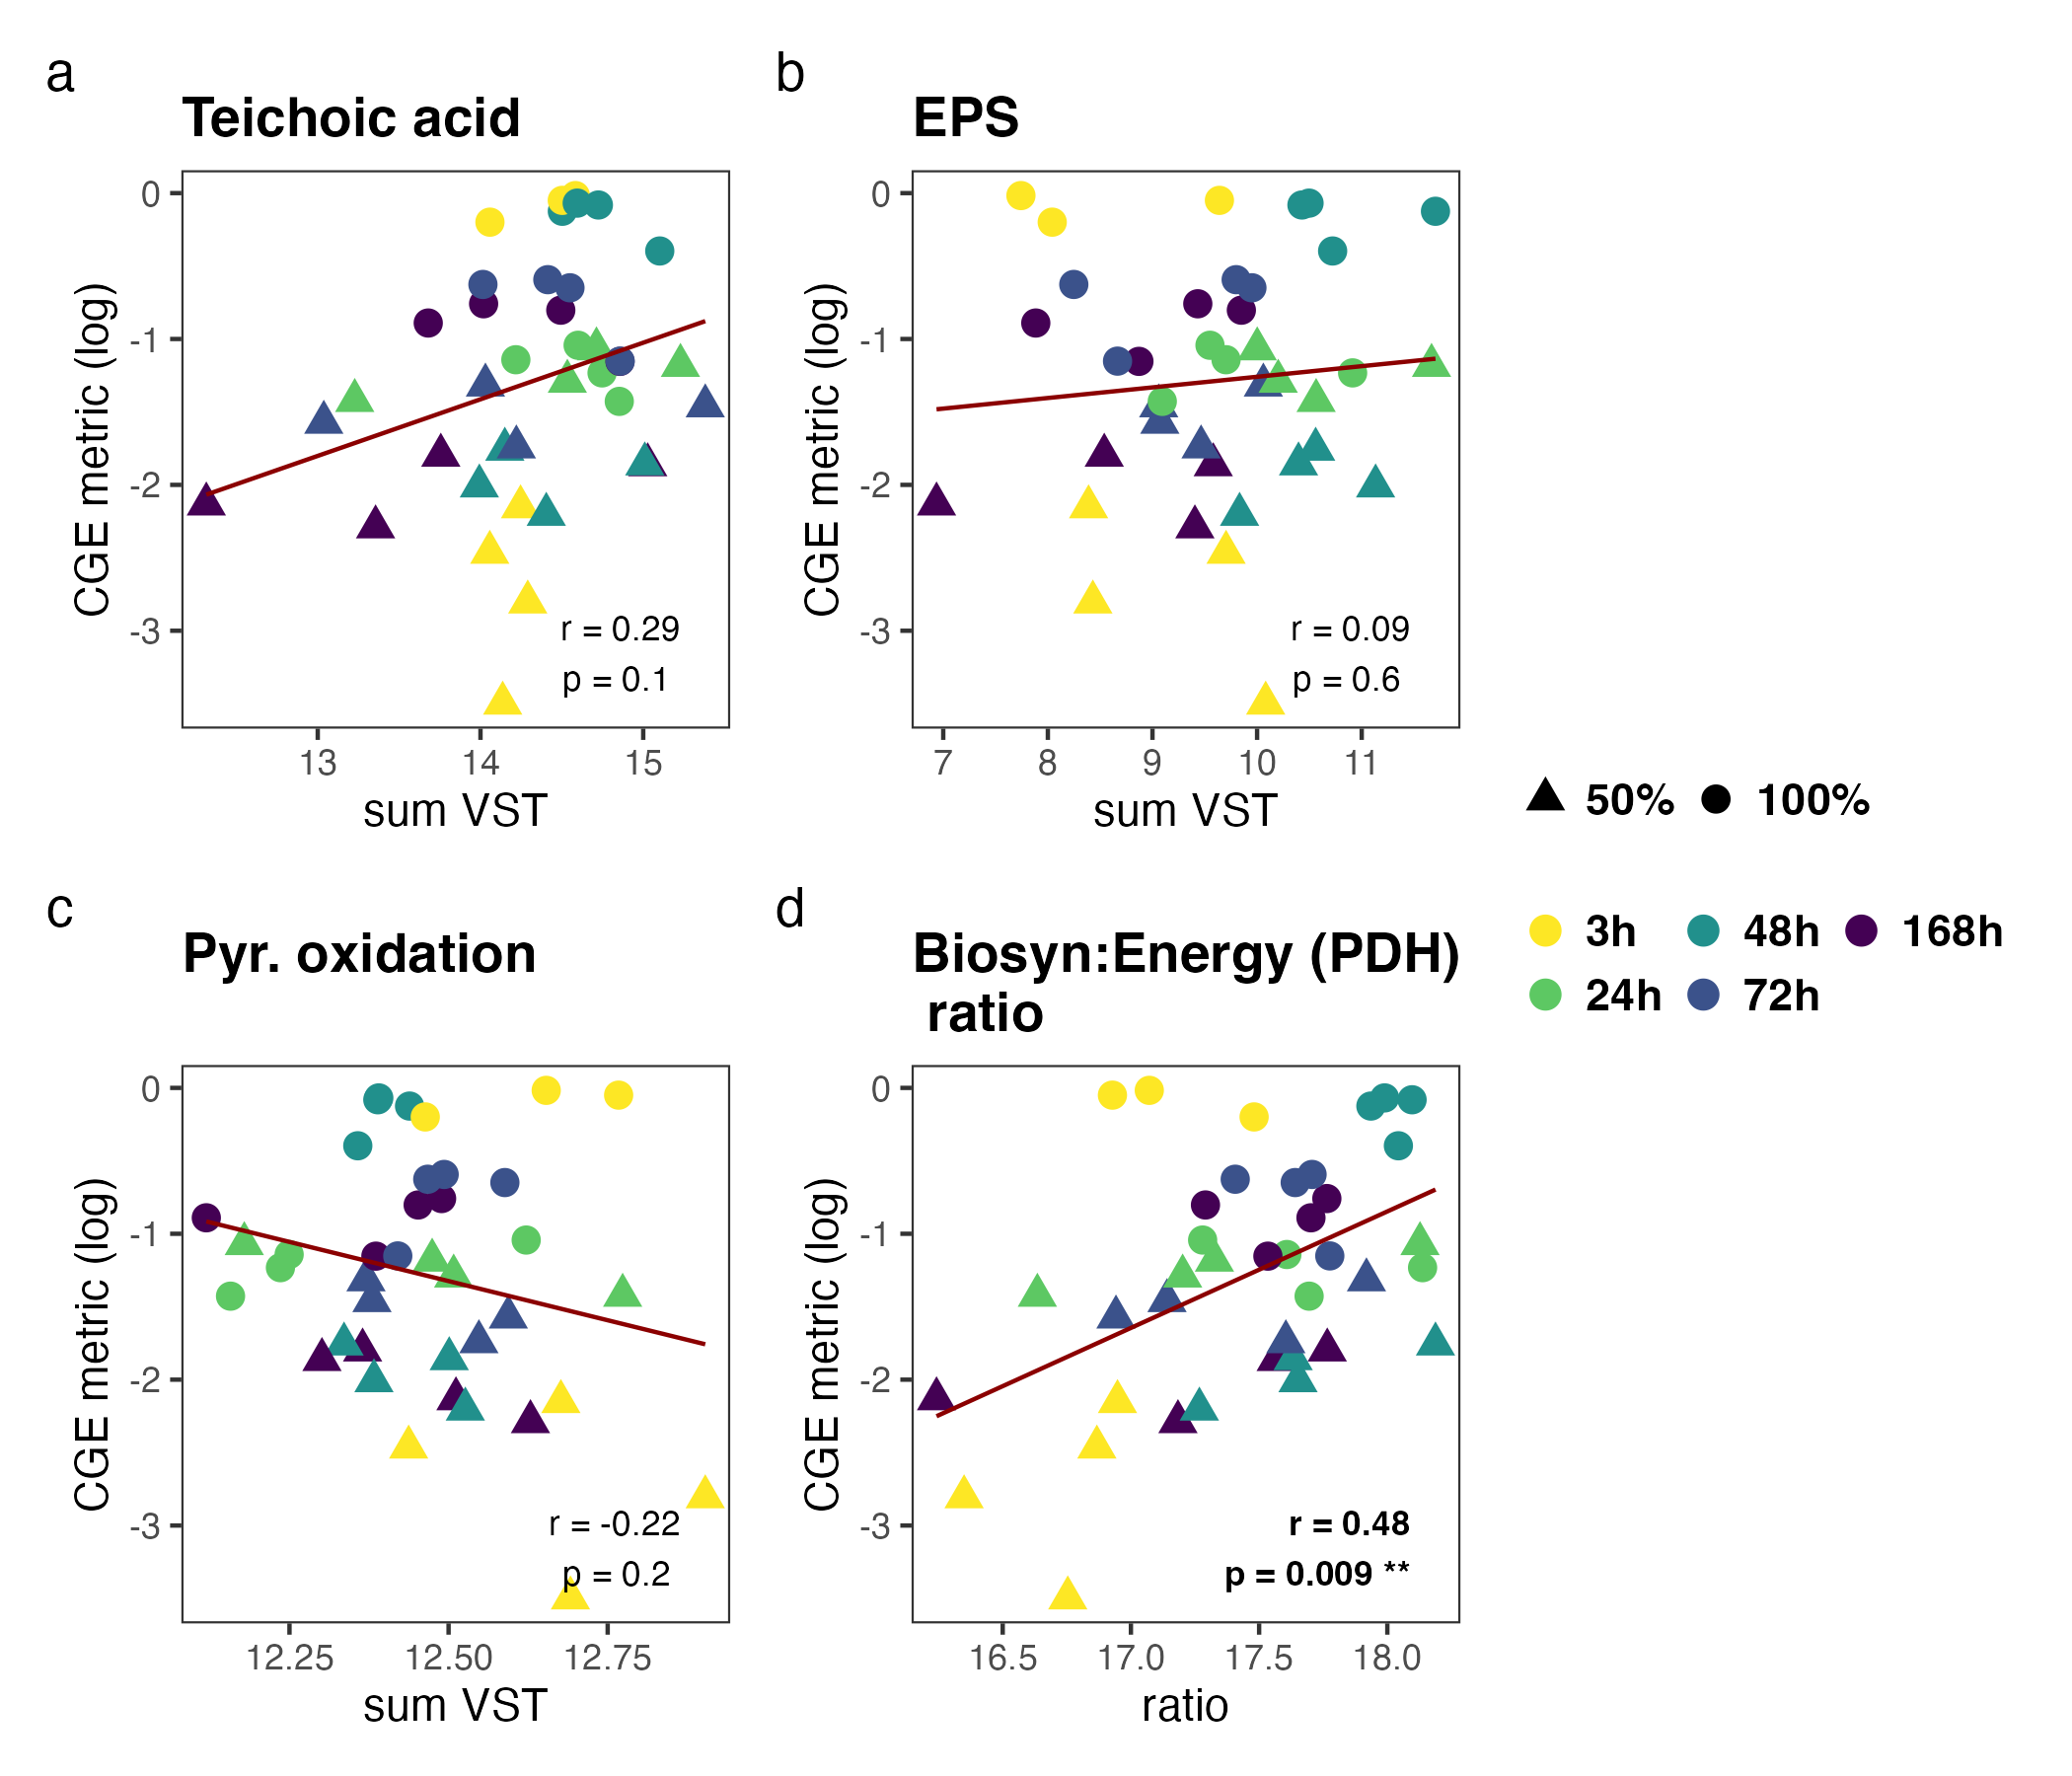 a
Teichoic acid
0
-1
-2
-3
CGE metric (log)
r = 0.29
p = 0.1
13 14 15
sum VST
b
EPS
0
-1
-2
-3
CGE metric (log)
r = 0.09
p = 0.6
7 8 9 10 11
sum VST
50% 100%
3h 48h 168h
24h 72h
c
Pyr. oxidation
0
-1
-2
-3
CGE metric (log)
r = -0.22
p = 0.2
12.25 12.50 12.75
sum VST
d
Biosyn:Energy (PDH)
ratio
0
-1
-2
-3
CGE metric (log)
r = 0.48
p = 0.009 **
16.5 17.0 17.5 18.0
ratio